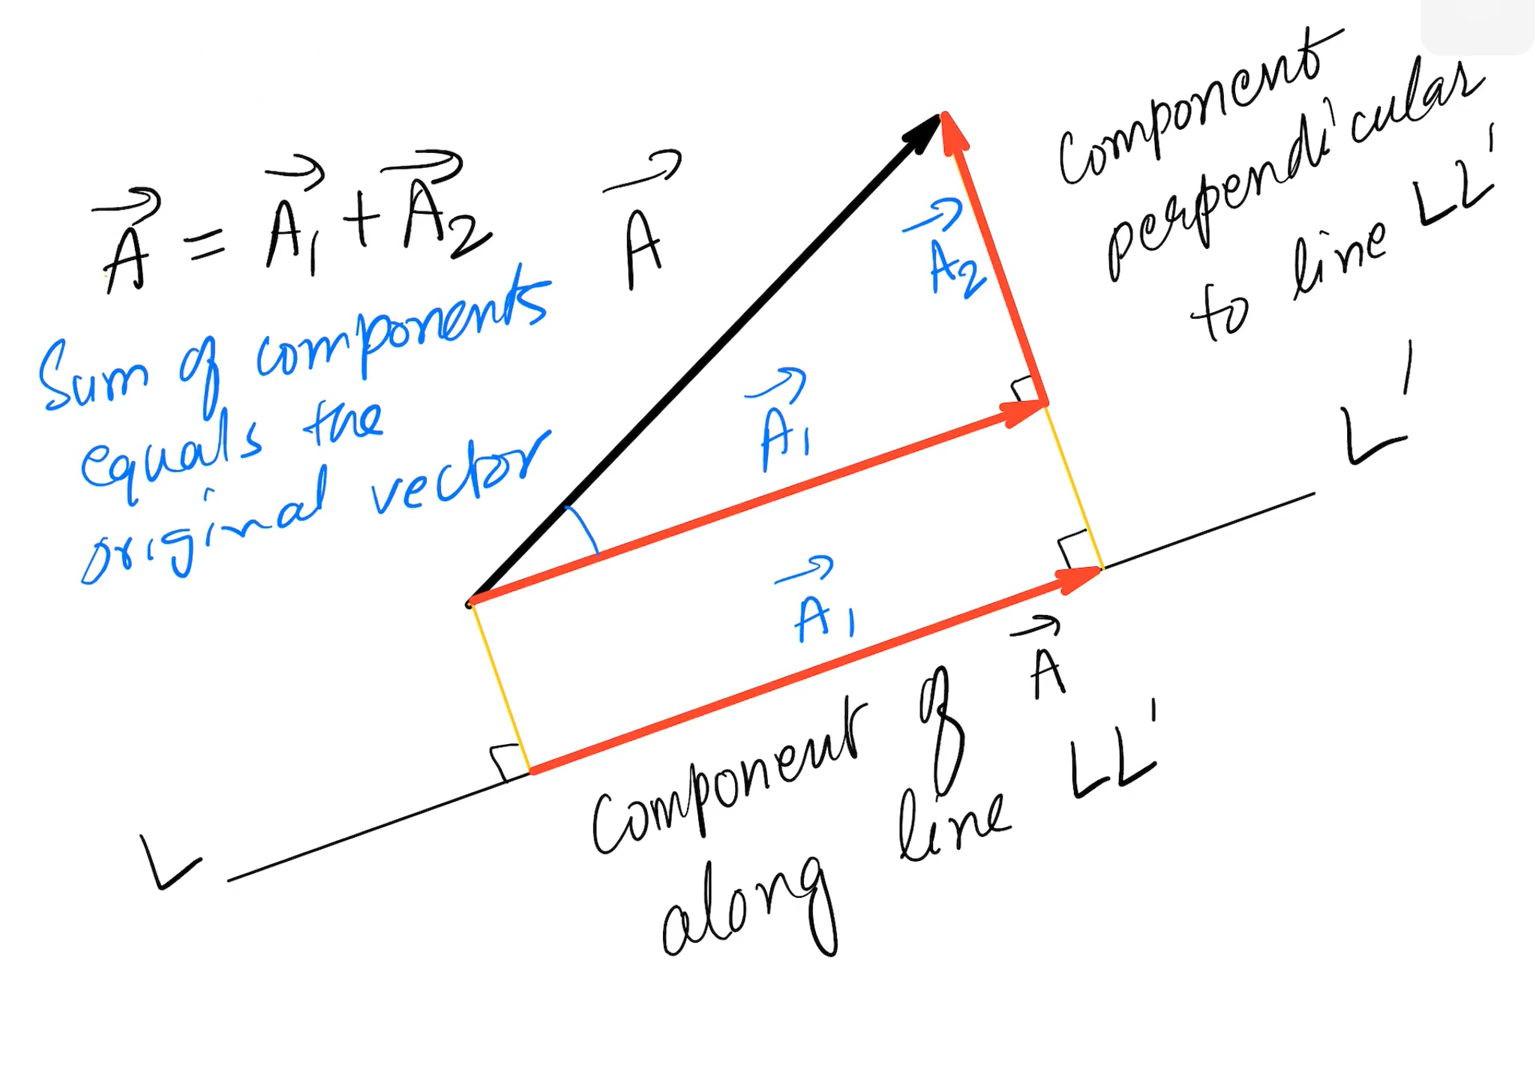 A⃗ = A⃗₁ + A⃗₂
Sum of components
equals the
original vector
A⃗
A⃗₂
Component
perpendicular
to line LL'
A⃗₁
L'
A⃗₁
L
Component of A⃗
along line LL'